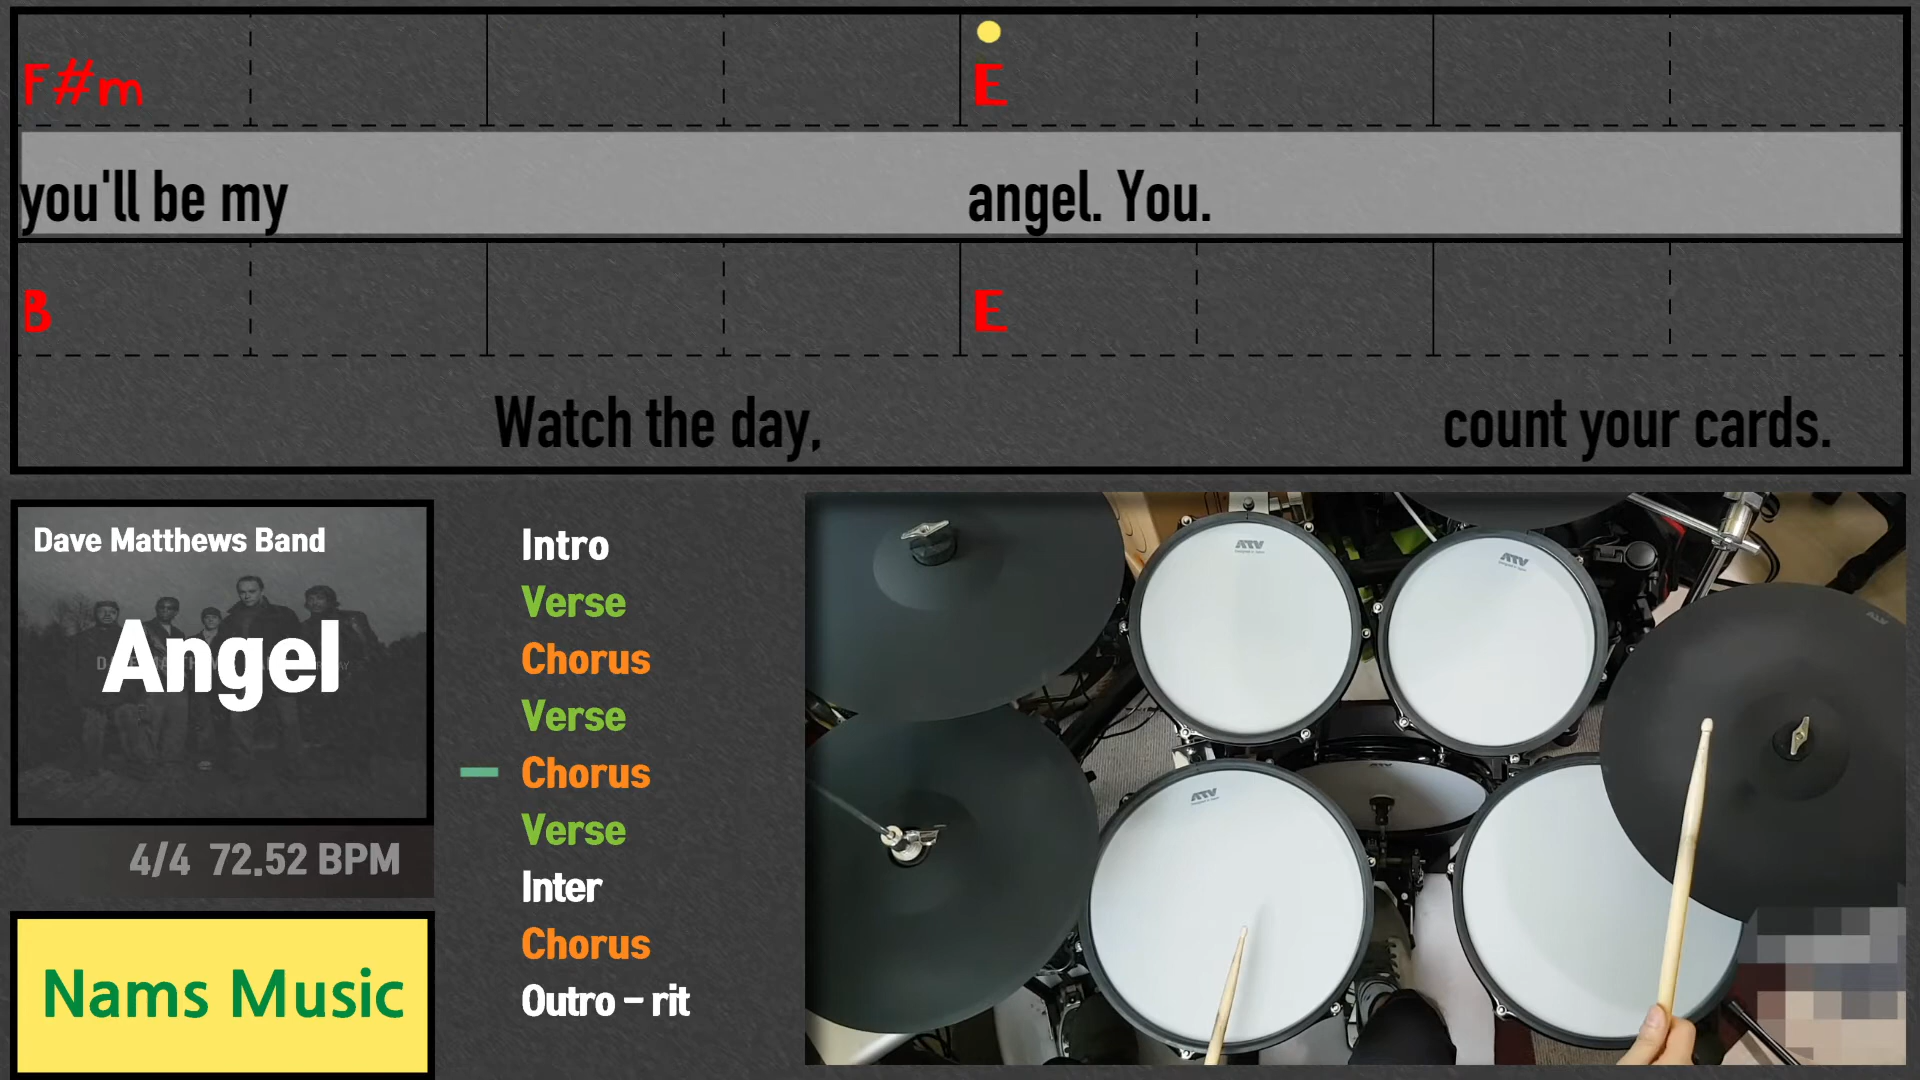 F#m E
you'll be my angel. You.
B E
Watch the day, count your cards.
Dave Matthews Band
Angel
4/4 72.52 BPM
Nams Music
Intro
Verse
Chorus
Verse
Chorus
Verse
Inter
Chorus
Outro – rit
ATV
ATV
ATV
ATV